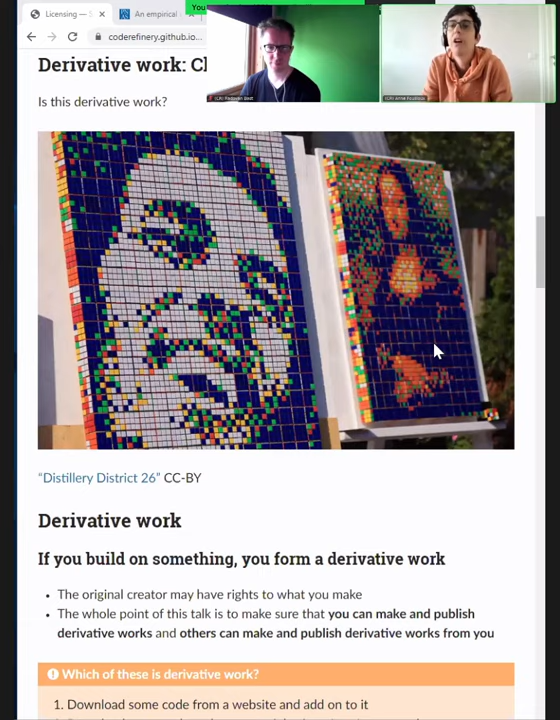 You
Licensing —
An empirical
coderefinery.github.io...
Derivative work: Cl
Is this derivative work?
"Distillery District 26" CC-BY
Derivative work
If you build on something, you form a derivative work
The original creator may have rights to what you make
The whole point of this talk is to make sure that you can make and publish
derivative works and others can make and publish derivative works from you
Which of these is derivative work?
1. Download some code from a website and add on to it